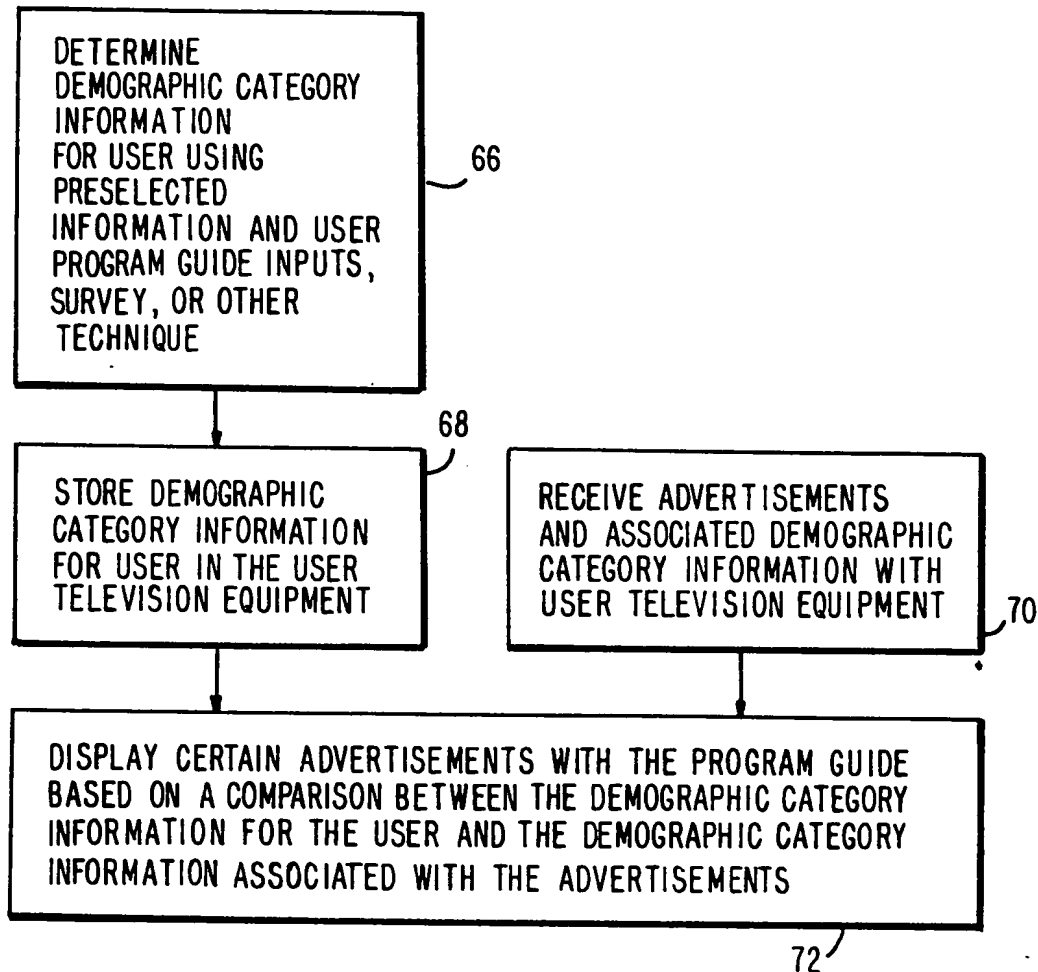 DETERMINE
DEMOGRAPHIC CATEGORY
INFORMATION
FOR USER USING
PRESELECTED
INFORMATION AND USER
PROGRAM GUIDE INPUTS,
SURVEY, OR OTHER
TECHNIQUE
66
68
STORE DEMOGRAPHIC
CATEGORY INFORMATION
FOR USER IN THE USER
TELEVISION EQUIPMENT
RECEIVE ADVERTISEMENTS
AND ASSOCIATED DEMOGRAPHIC
CATEGORY INFORMATION WITH
USER TELEVISION EQUIPMENT
70
DISPLAY CERTAIN ADVERTISEMENTS WITH THE PROGRAM GUIDE
BASED ON A COMPARISON BETWEEN THE DEMOGRAPHIC CATEGORY
INFORMATION FOR THE USER AND THE DEMOGRAPHIC CATEGORY
INFORMATION ASSOCIATED WITH THE ADVERTISEMENTS
72